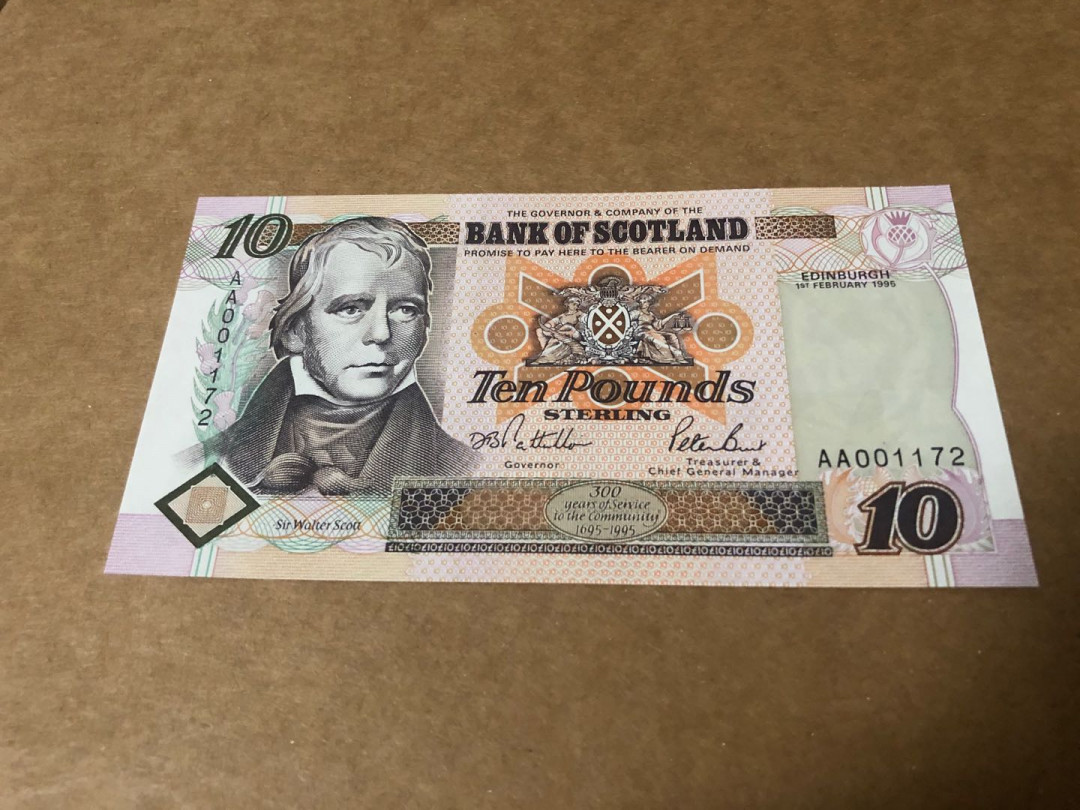 10
THE GOVERNOR & COMPANY OF THE
BANK OF SCOTLAND
PROMISE TO PAY HERE TO THE BEARER ON DEMAND
EDINBURGH
1ST FEBRUARY 1995
AA001172
Ten Pounds
STERLING
Governor
Peter Burt
Treasurer &
Chief General Manager
AA001172
Sir Walter Scott
300
years of Service
to the Community
1695-1995
10